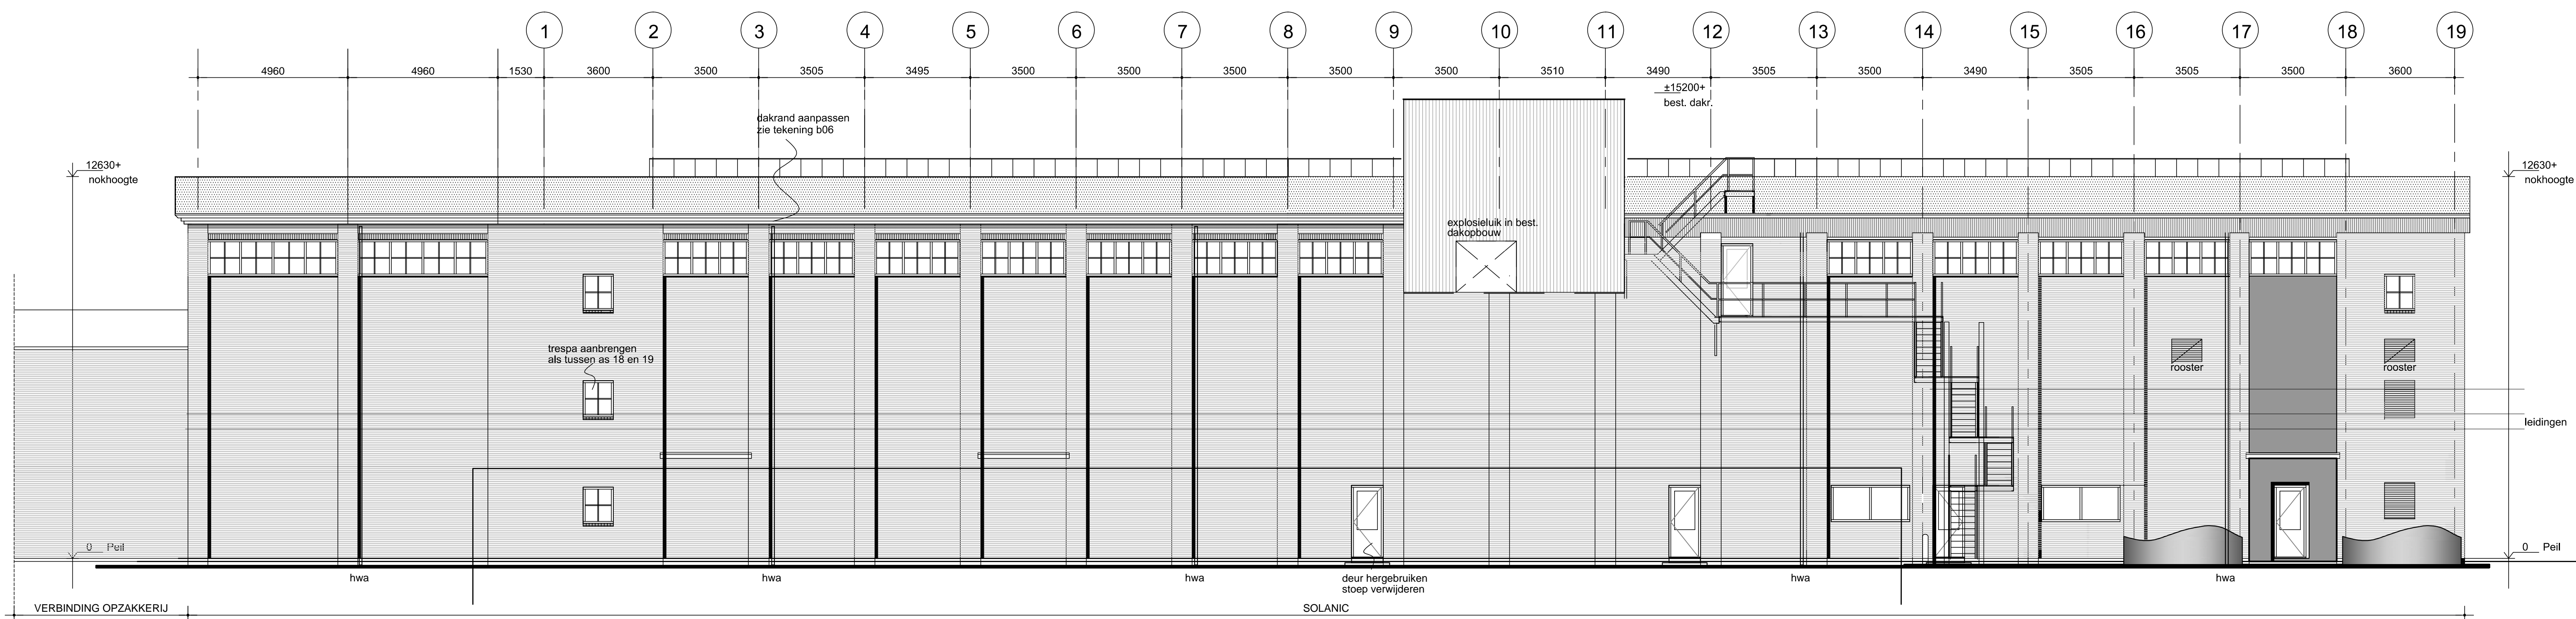 1 2 3 4 5 6 7 8 9 10 11 12 13 14 15 16 17 18 19
4960 4960 1530 3600 3500 3505 3495 3500 3500 3500 3500 3500 3510 3490 3505 3500 3490 3505 3505 3500 3600
±15200+
best. dakr.
dakrand aanpassen
zie tekening b06
12630+
nokhoogte
12630+
nokhoogte
explosieluik in best.
dakopbouw
trespa aanbrengen
als tussen as 18 en 19
rooster
rooster
leidingen
0 Peil
0 Peil
hwa
hwa
hwa
deur hergebruiken
stoep verwijderen
hwa
hwa
VERBINDING OPZAKKERIJ
SOLANIC